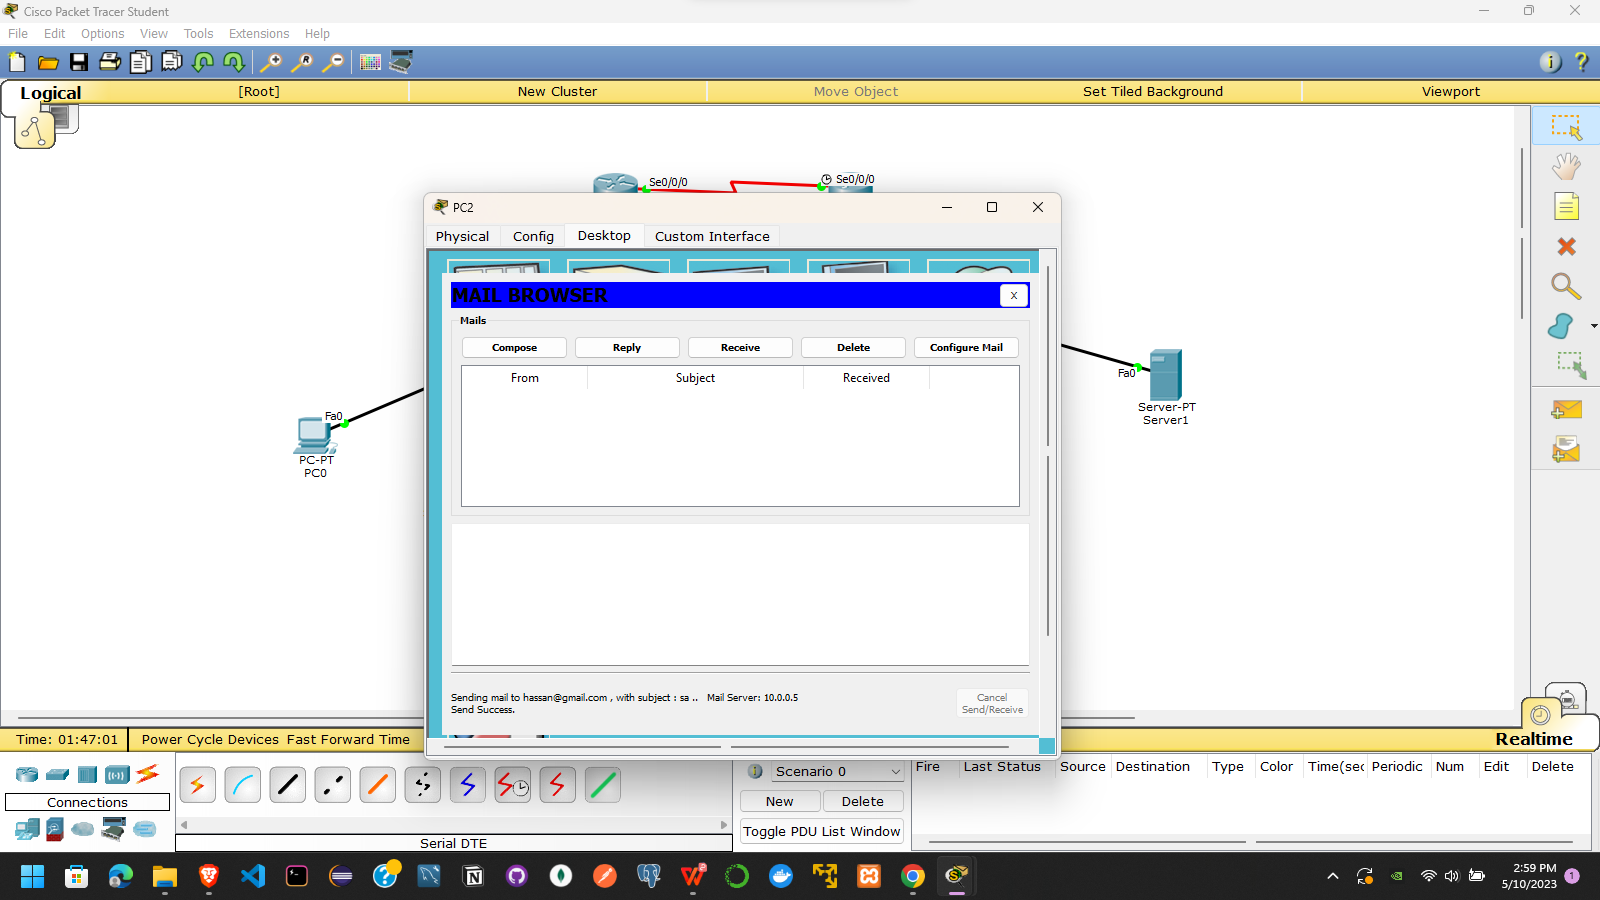 Cisco Packet Tracer Student
File Edit Options View Tools Extensions Help
Logical [Root] New Cluster Move Object Set Tiled Background Viewport
Se0/0/0 Se0/0/0
PC2
Physical Config Desktop Custom Interface
MAIL BROWSER x
Mails
Compose Reply Receive Delete Configure Mail
From Subject Received
Fa0
Server-PT
Server1
Fa0
PC-PT
PC0
Sending mail to hassan@gmail.com , with subject : sa .. Mail Server: 10.0.0.5
Send Success.
Cancel
Send/Receive
Time: 01:47:01 Power Cycle Devices Fast Forward Time Realtime
Connections
Serial DTE
Scenario 0
New Delete
Toggle PDU List Window
Fire Last Status Source Destination Type Color Time(sec Periodic Num Edit Delete
2:59 PM
5/10/2023
1